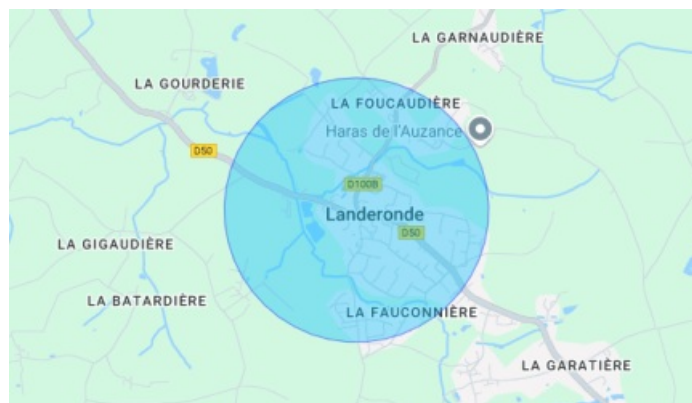 LA GARNAUDIÈRE
LA GOURDERIE
LA FOUCAUDIÈRE
Haras de l'Auzance
D50
D100B
Landeronde
D50
LA GIGAUDIÈRE
LA BATARDIÈRE
LA FAUCONNIÈRE
LA GARATIÈRE